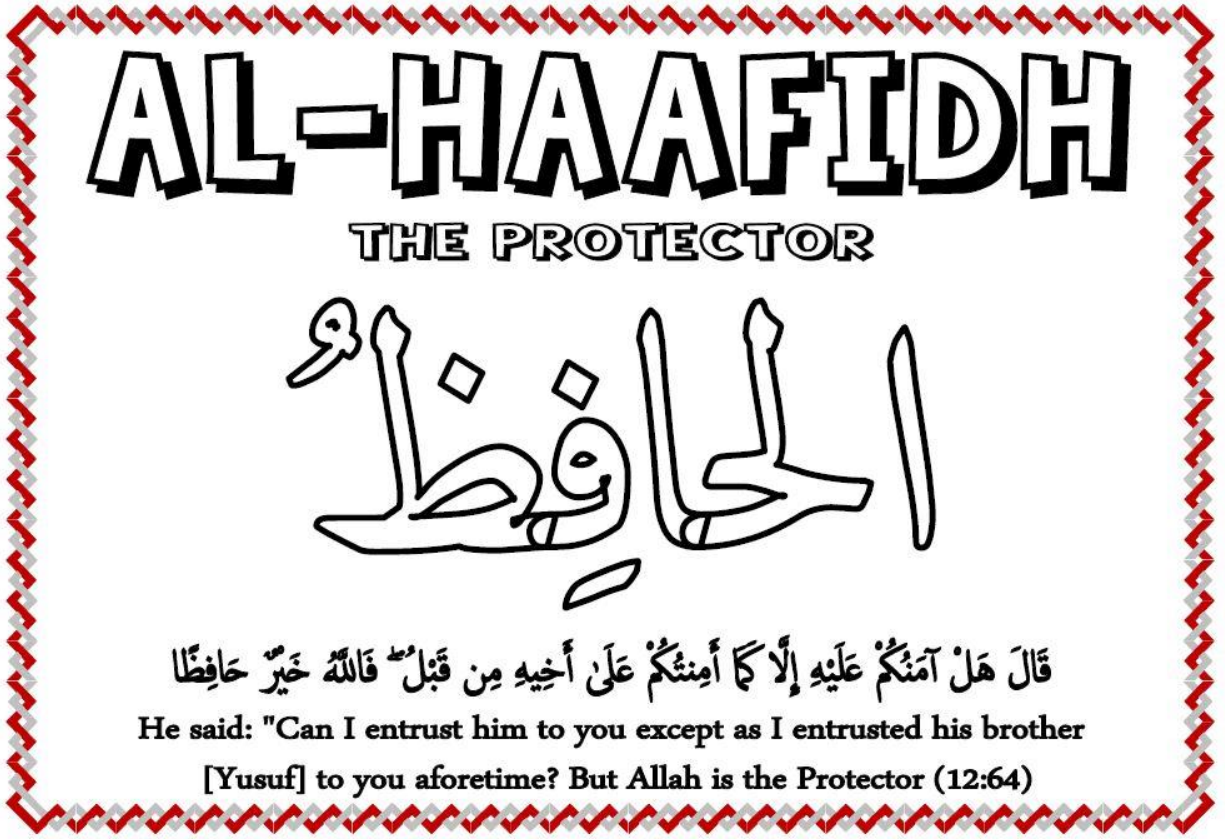 AL-HAAFIDH
THE PROTECTOR
الحافِظُ
قَالَ هَلْ آمَنُكُمْ عَلَيْهِ إِلَّا كَمَا أَمِنتُكُمْ عَلَىٰ أَخِيهِ مِن قَبْلُ ۖ فَاللَّهُ خَيْرٌ حَافِظًا
He said: "Can I entrust him to you except as I entrusted his brother
[Yusuf] to you aforetime? But Allah is the Protector (12:64)